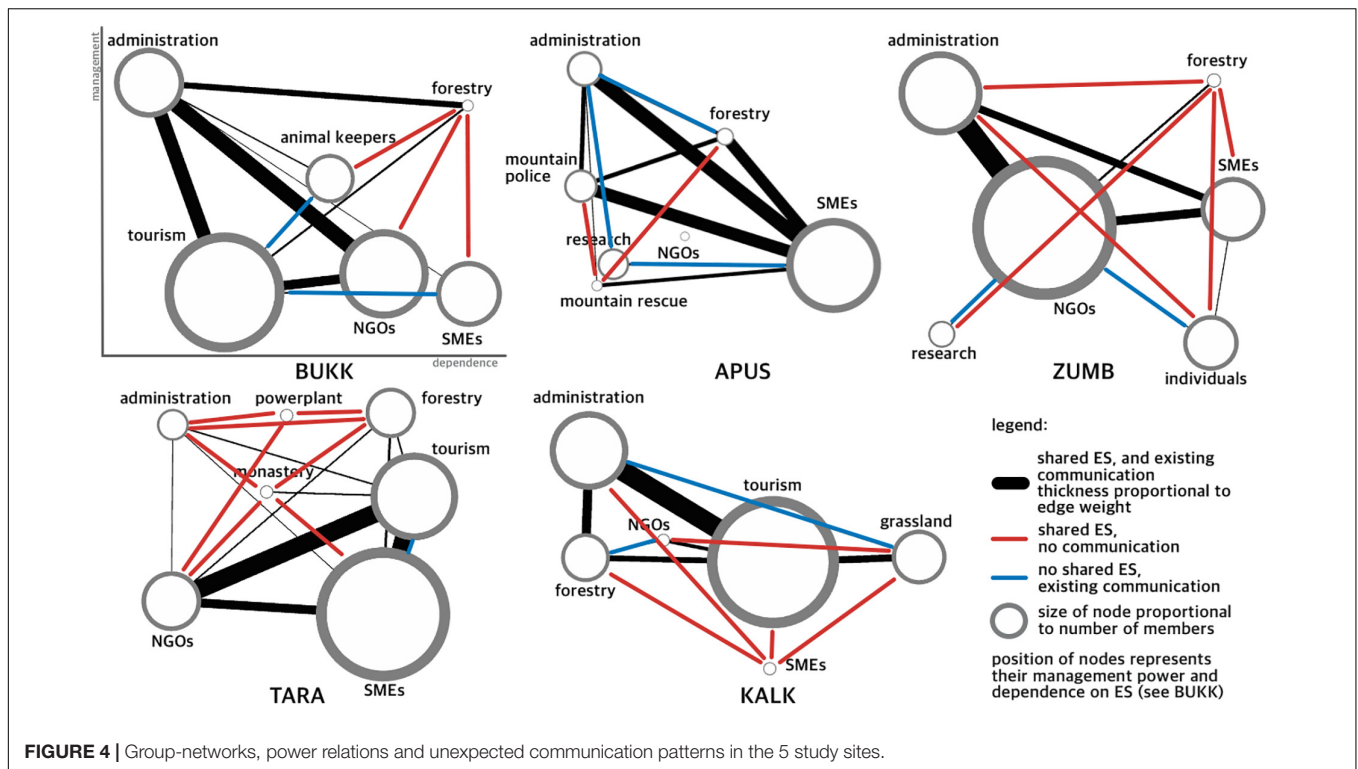 administration
management
forestry
animal keepers
tourism
NGOs
SMEs
dependence
BUKK
administration
forestry
mountain
police
SMEs
research
NGOs
mountain rescue
APUS
administration
forestry
SMEs
NGOs
research
individuals
ZUMB
administration
powerplant
forestry
tourism
monastery
NGOs
SMEs
TARA
administration
tourism
NGOs
grassland
forestry
SMEs
KALK
legend:
shared ES, and existing
communication
thickness proportional to
edge weight
shared ES,
no communication
no shared ES,
existing communication
size of node proportional
to number of members
position of nodes represents
their management power and
dependence on ES (see BUKK)
FIGURE 4 | Group-networks, power relations and unexpected communication patterns in the 5 study sites.